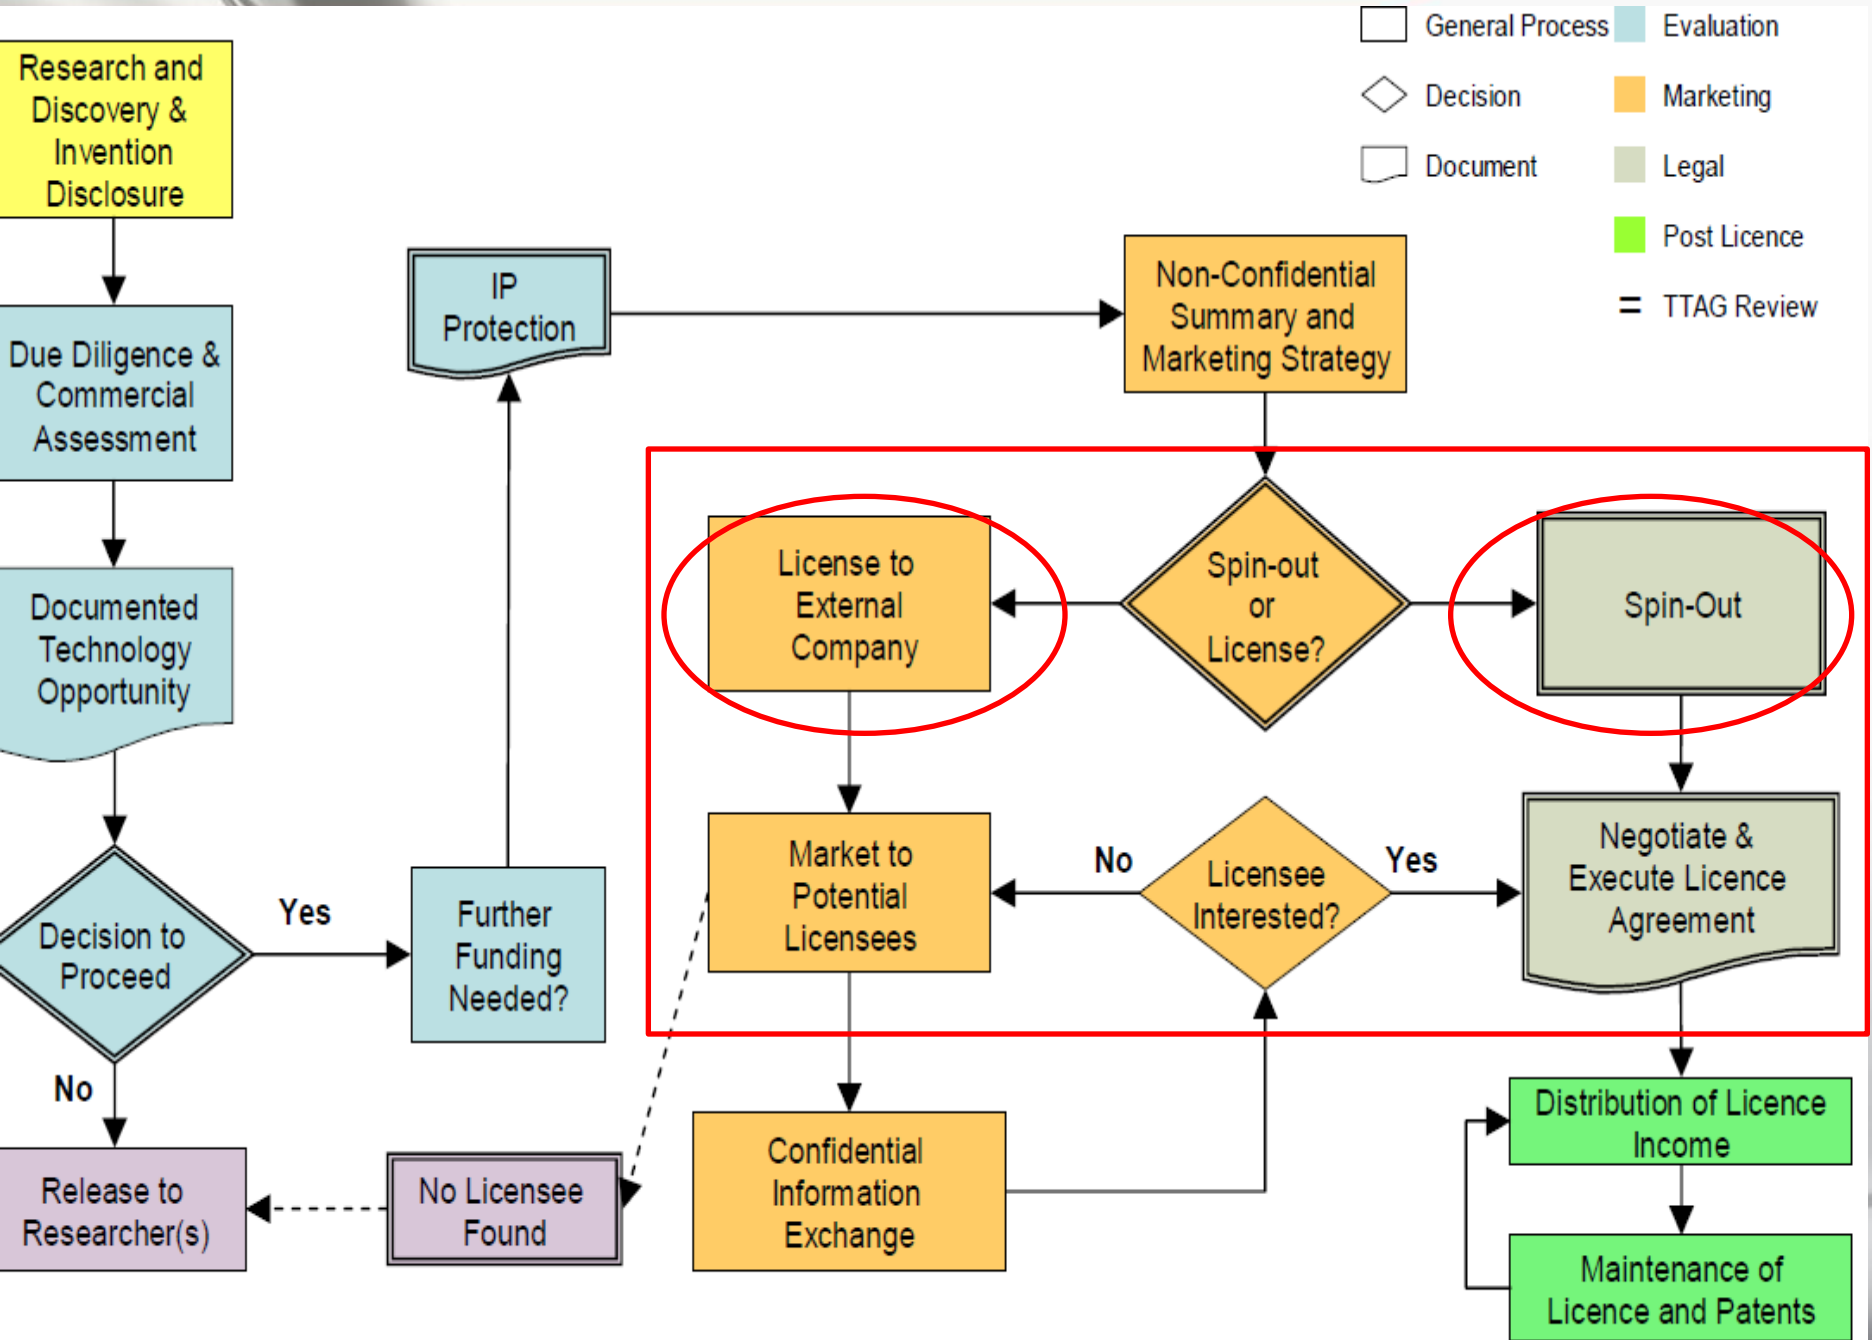 General Process
Evaluation
Decision
Marketing
Document
Legal
Post Licence
= TTAG Review
Research and
Discovery &
Invention
Disclosure
Due Diligence &
Commercial
Assessment
Documented
Technology
Opportunity
Decision to
Proceed
Yes
No
Further
Funding
Needed?
IP
Protection
Non-Confidential
Summary and
Marketing Strategy
Spin-out
or
License?
License to
External
Company
Spin-Out
Market to
Potential
Licensees
No
Licensee
Interested?
Yes
Negotiate &
Execute Licence
Agreement
Release to
Researcher(s)
No Licensee
Found
Confidential
Information
Exchange
Distribution of Licence
Income
Maintenance of
Licence and Patents